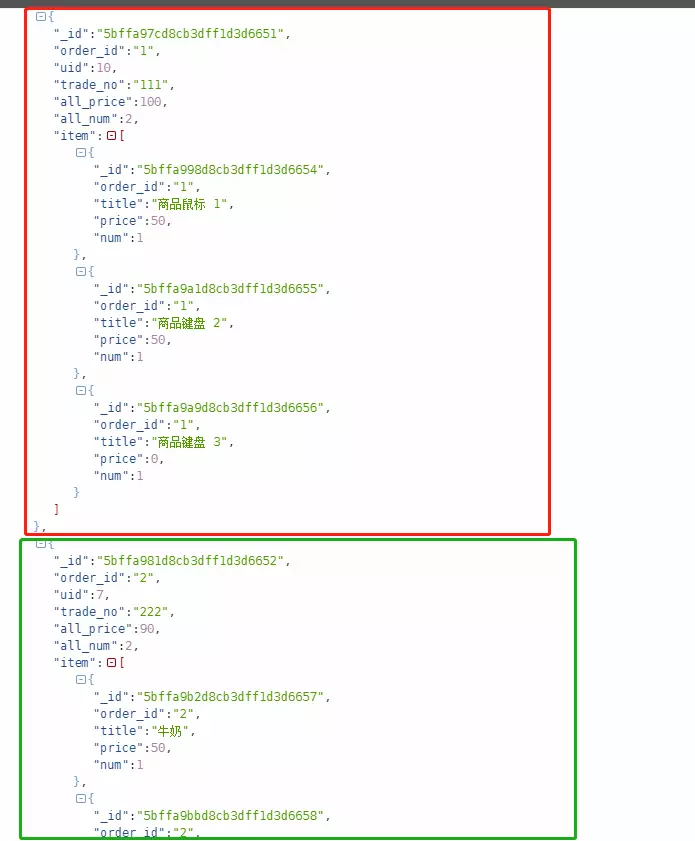 {
"_id":"5bffa97cd8cb3dff1d3d6651",
"order_id":"1",
"uid":10,
"trade_no":"111",
"all_price":100,
"all_num":2,
"item":[
{
"_id":"5bffa998d8cb3dff1d3d6654",
"order_id":"1",
"title":"商品鼠标 1",
"price":50,
"num":1
},
{
"_id":"5bffa9a1d8cb3dff1d3d6655",
"order_id":"1",
"title":"商品键盘 2",
"price":50,
"num":1
},
{
"_id":"5bffa9a9d8cb3dff1d3d6656",
"order_id":"1",
"title":"商品键盘 3",
"price":0,
"num":1
}
]
},
{
"_id":"5bffa981d8cb3dff1d3d6652",
"order_id":"2",
"uid":7,
"trade_no":"222",
"all_price":90,
"all_num":2,
"item":[
{
"_id":"5bffa9b2d8cb3dff1d3d6657",
"order_id":"2",
"title":"牛奶",
"price":50,
"num":1
},
{
"_id":"5bffa9bbd8cb3dff1d3d6658",
"order_id":"2",